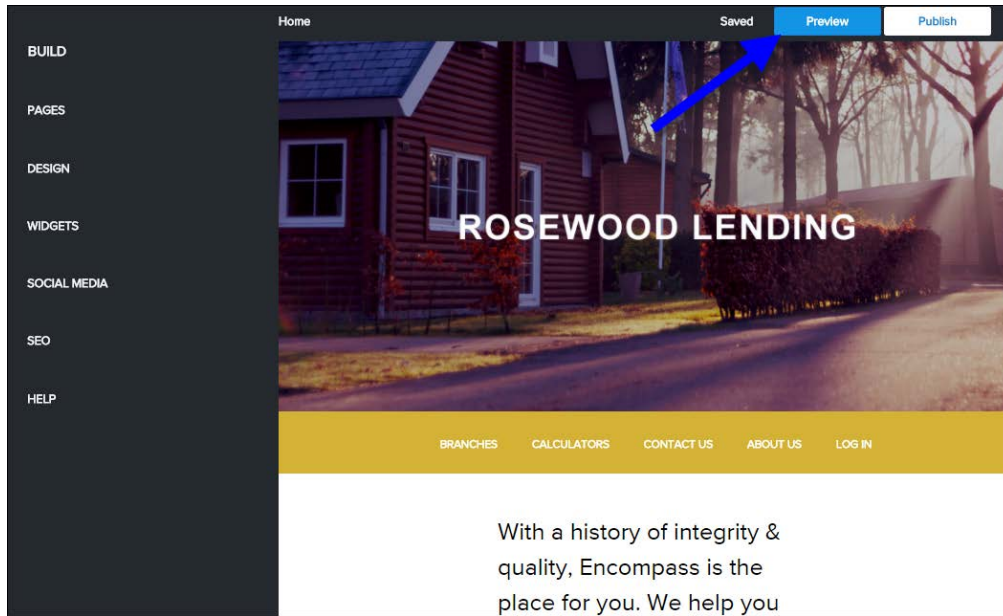 Home Saved Preview Publish
BUILD
PAGES
DESIGN
WIDGETS
SOCIAL MEDIA
SEO
HELP
ROSEWOOD LENDING
BRANCHES CALCULATORS CONTACT US ABOUT US LOG IN
With a history of integrity &
quality, Encompass is the
place for you. We help you